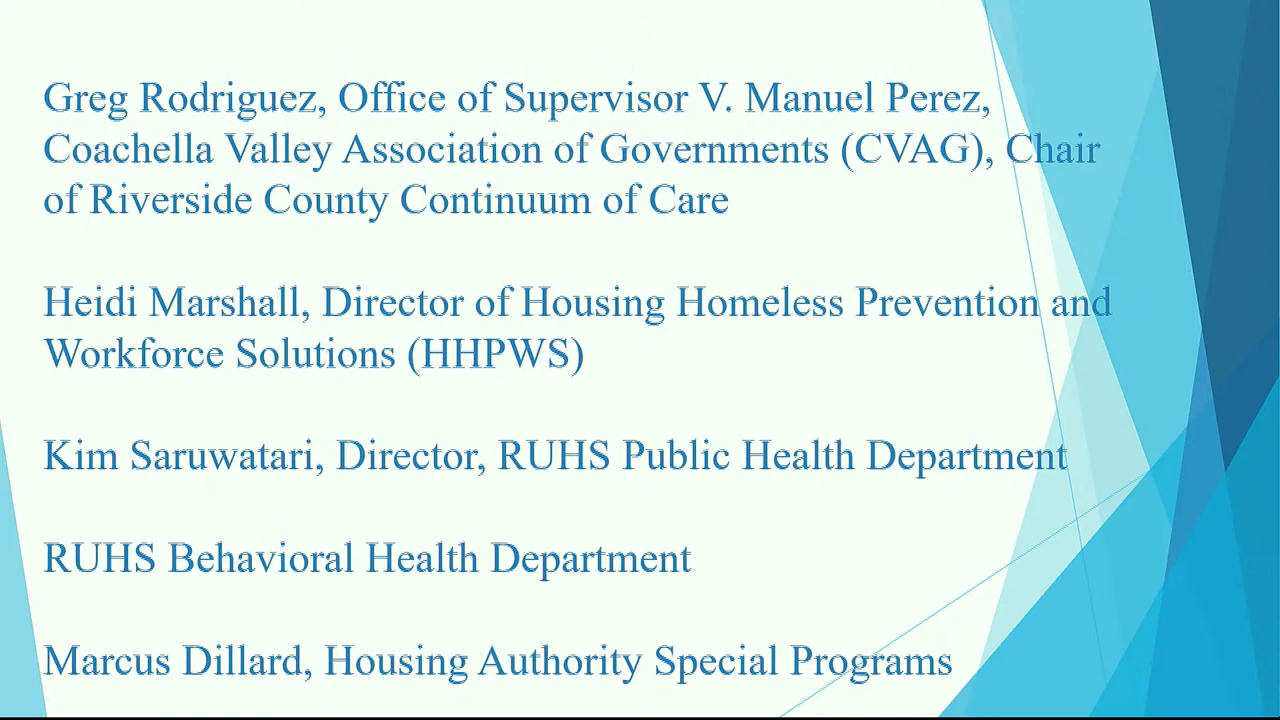 Greg Rodriguez, Office of Supervisor V. Manuel Perez,
Coachella Valley Association of Governments (CVAG), Chair
of Riverside County Continuum of Care
Heidi Marshall, Director of Housing Homeless Prevention and
Workforce Solutions (HHPWS)
Kim Saruwatari, Director, RUHS Public Health Department
RUHS Behavioral Health Department
Marcus Dillard, Housing Authority Special Programs